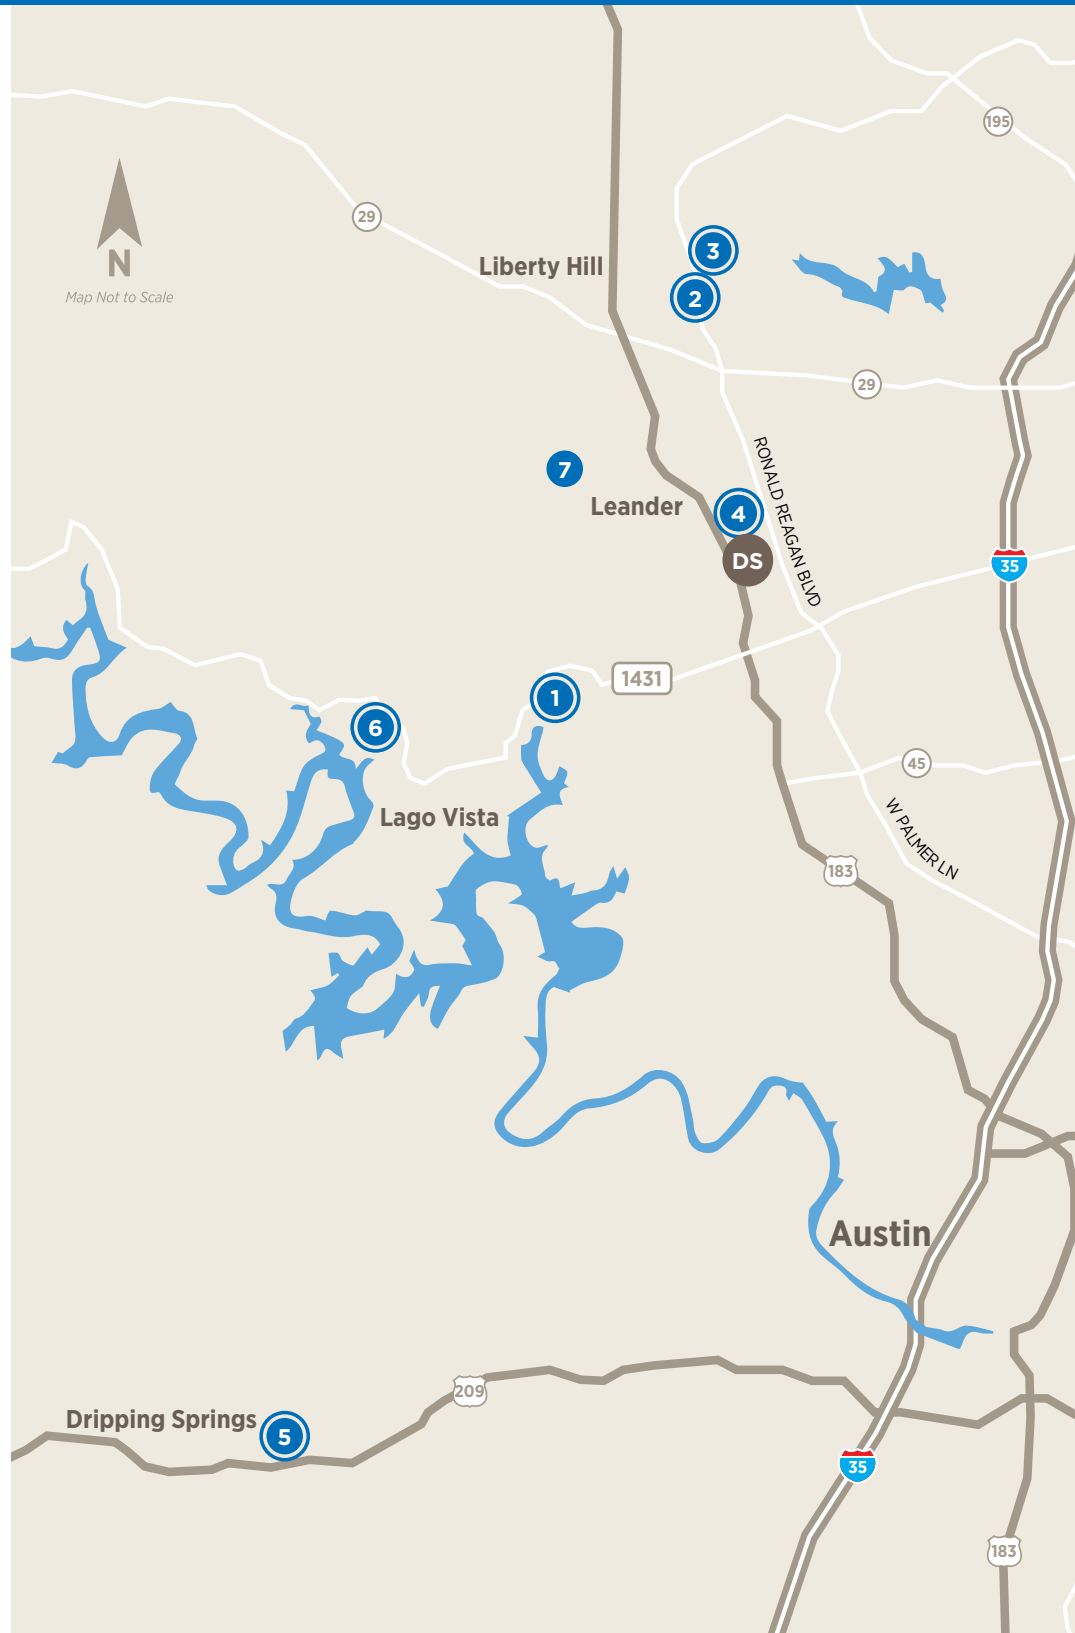 195
29
3
Liberty Hill
N
2
Map Not to Scale
29
RONALD REAGAN BLVD
7
Leander
4
DS
35
1431
1
6
45
Lago Vista
W PALMER LN
183
Austin
209
Dripping Springs
5
35
183